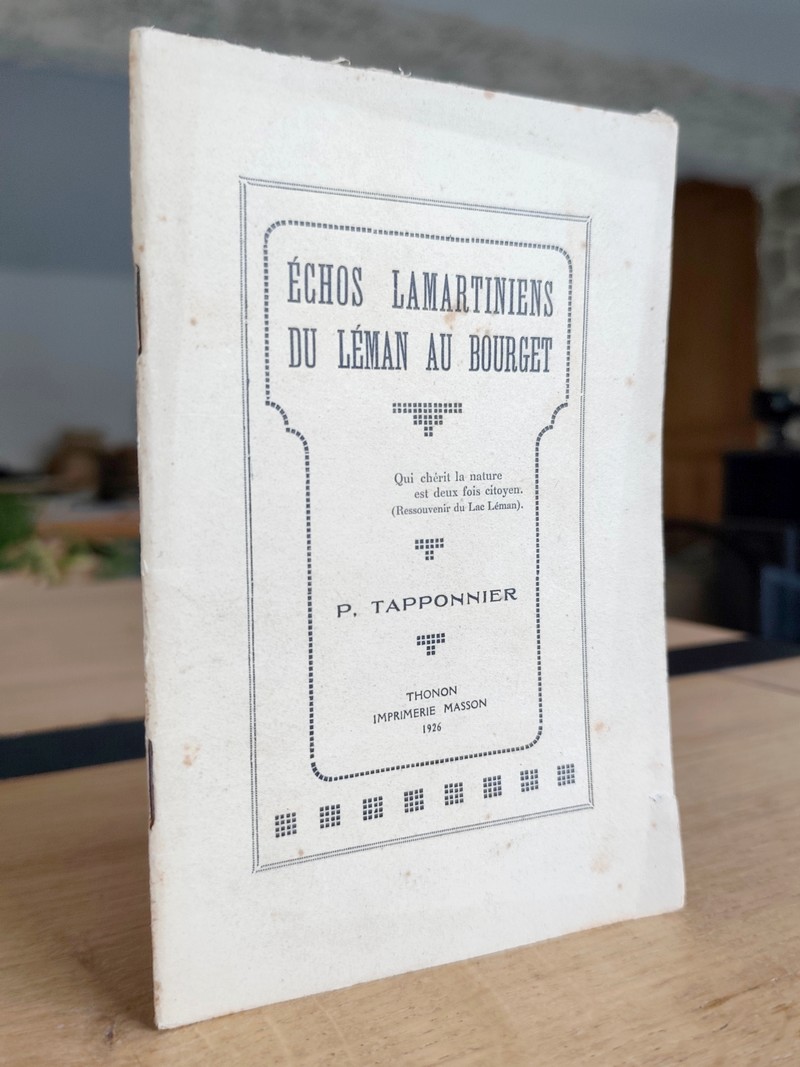 ÉCHOS LAMARTINIENS
DU LÉMAN AU BOURGET
Qui chérit la nature
est deux fois citoyen.
(Ressouvenir du Lac Léman).
P. TAPPONNIER
THONON
IMPRIMERIE MASSON
1926